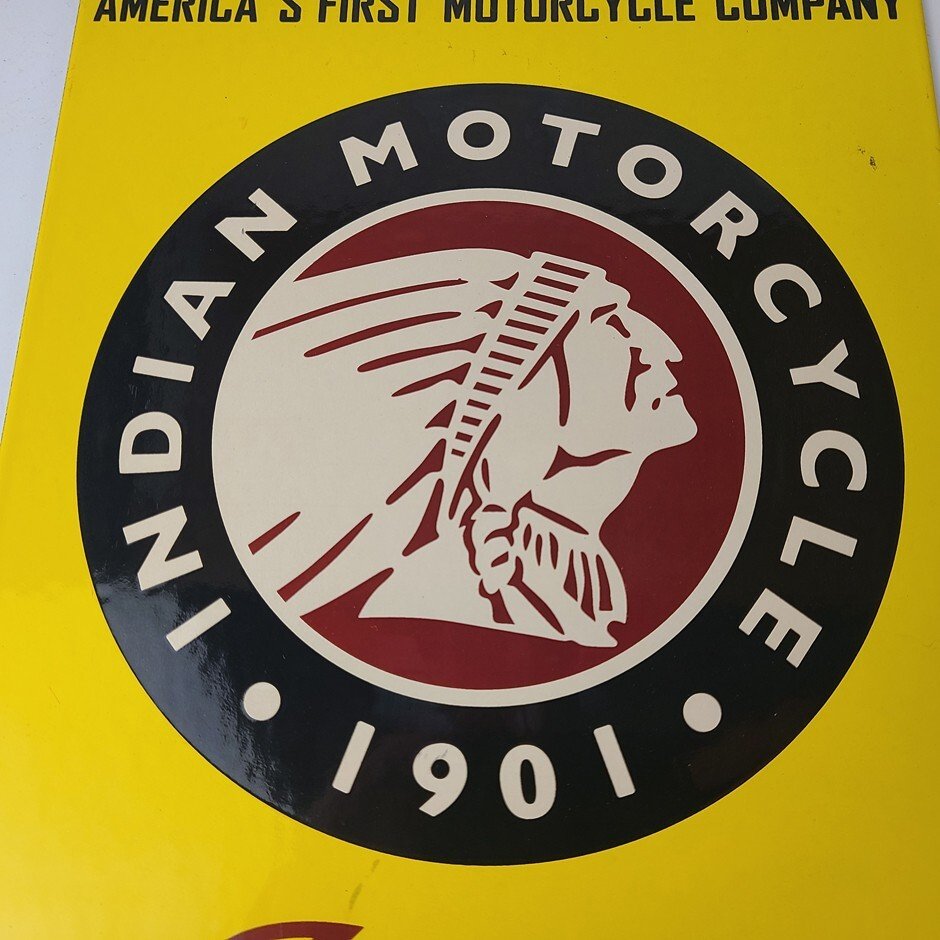 AMERICA'S FIRST MOTORCYCLE COMPANY
INDIAN MOTORCYCLE
• 1901 •